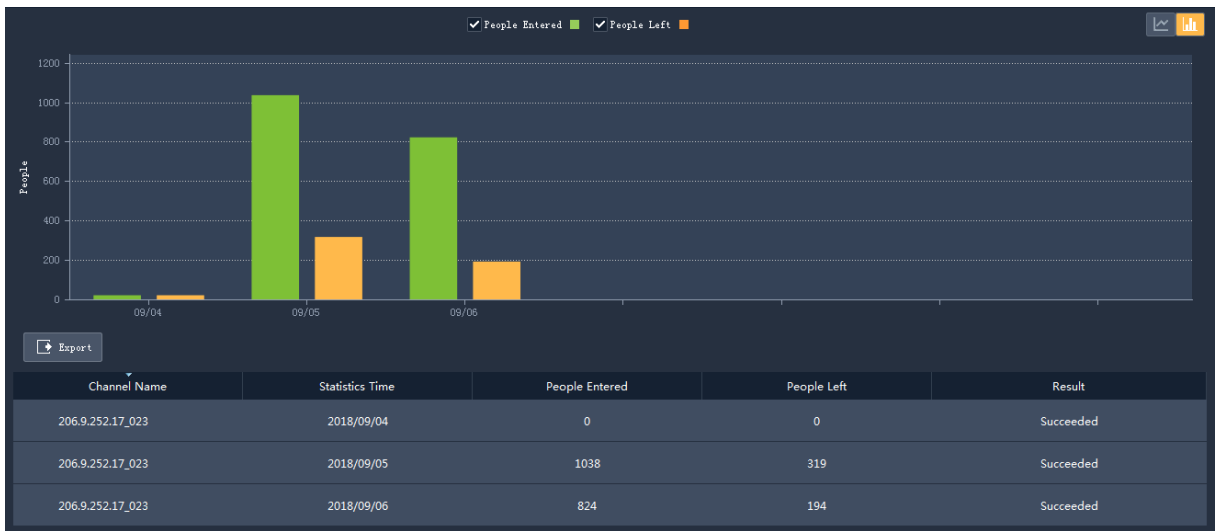 People Entered People Left
1200
1000
800
600
400
200
0
People
09/04 09/05 09/06
Export
Channel Name Statistics Time People Entered People Left Result
206.9.252.17_023 2018/09/04 0 0 Succeeded
206.9.252.17_023 2018/09/05 1038 319 Succeeded
206.9.252.17_023 2018/09/06 824 194 Succeeded